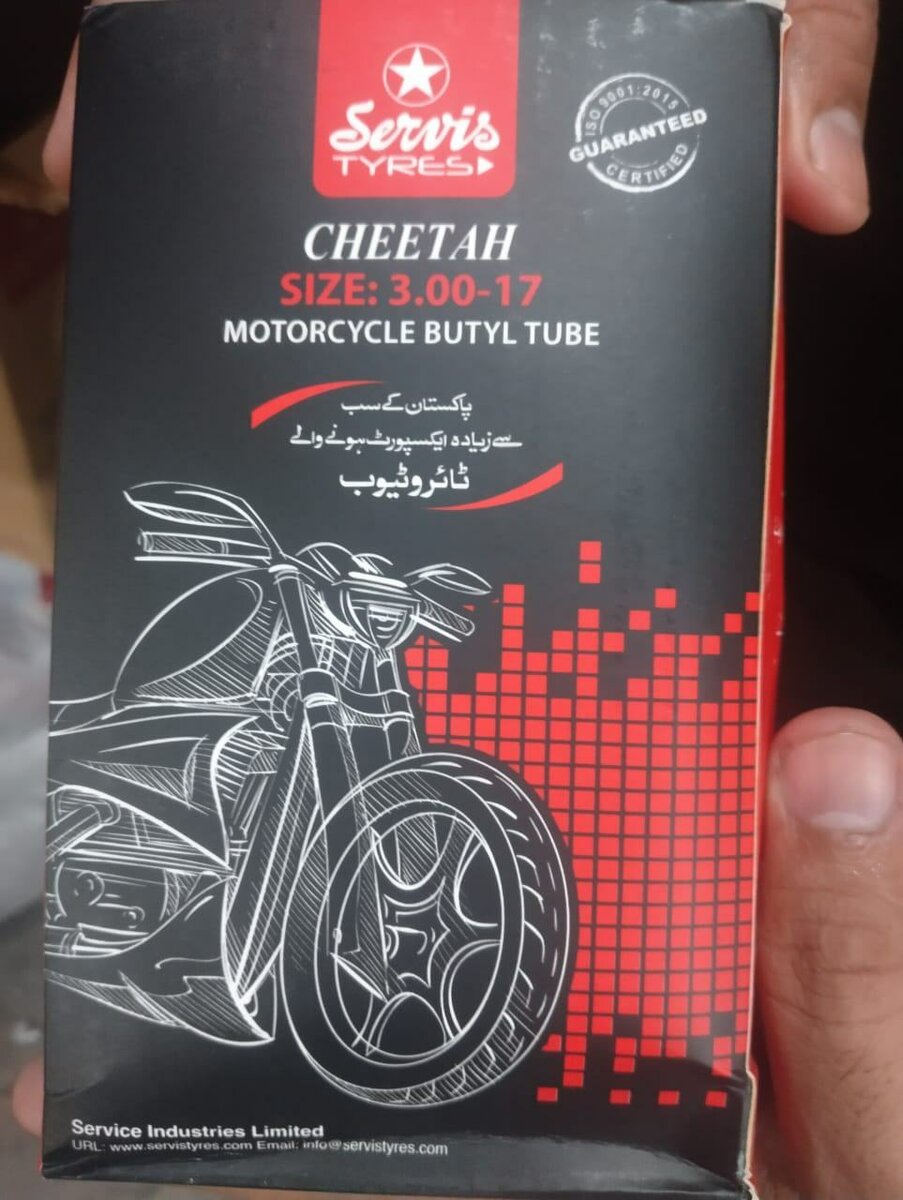 Servis
TYRES
ISO 9001:2015
GUARANTEED
CERTIFIED
CHEETAH
SIZE: 3.00-17
MOTORCYCLE BUTYL TUBE
پاکستان کے سب
سے زیادہ ایکسپورٹ ہونے والے
ٹائر و ٹیوب
Service Industries Limited
URL: www.servistyres.com Email: info@servistyres.com